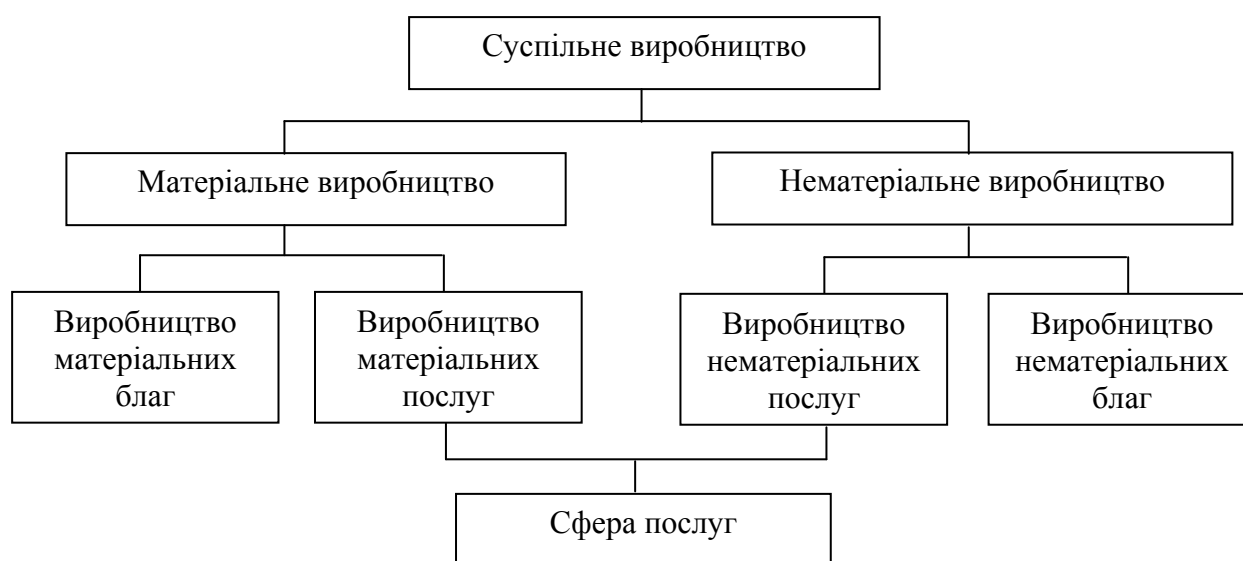 Суспільне виробництво
Матеріальне виробництво
Нематеріальне виробництво
Виробництво
матеріальних
благ
Виробництво
матеріальних
послуг
Виробництво
нематеріальних
послуг
Виробництво
нематеріальних
благ
Сфера послуг